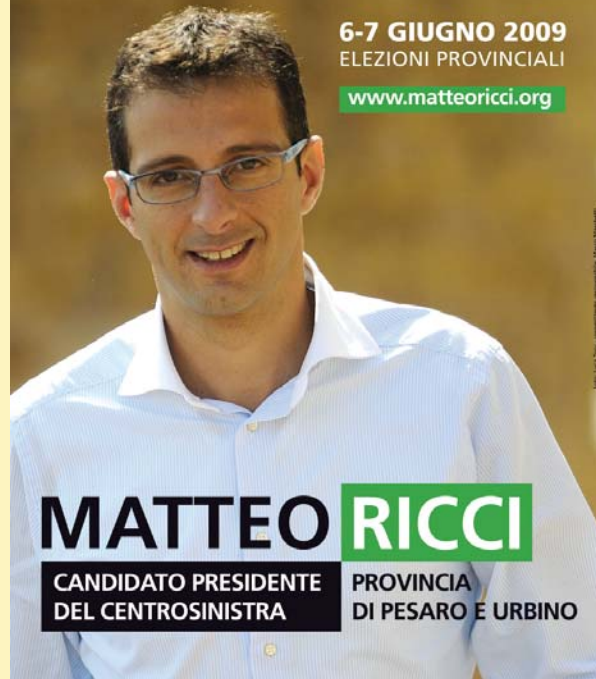 6-7 GIUGNO 2009
ELEZIONI PROVINCIALI
www.matteoricci.org
MATTEO RICCI
CANDIDATO PRESIDENTE
DEL CENTROSINISTRA
PROVINCIA
DI PESARO E URBINO